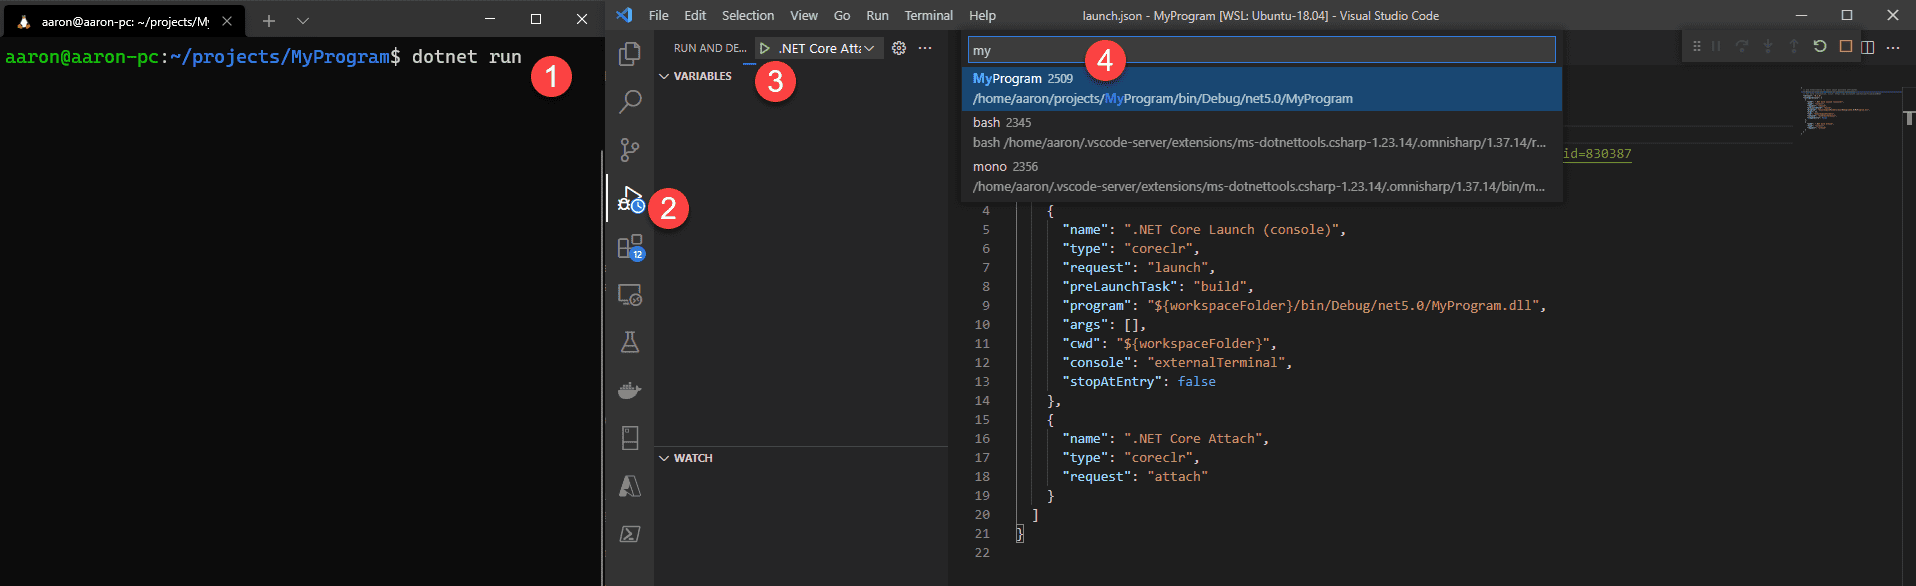 aaron@aaron-pc: ~/projects/My
aaron@aaron-pc:~/projects/MyProgram$ dotnet run
1
File Edit Selection View Go Run Terminal Help
launch.json - MyProgram [WSL: Ubuntu-18.04] - Visual Studio Code
RUN AND DE...
.NET Core Atta
VARIABLES
3
2
12
WATCH
my
4
MyProgram 2509
/home/aaron/projects/MyProgram/bin/Debug/net5.0/MyProgram
bash 2345
bash /home/aaron/.vscode-server/extensions/ms-dotnettools.csharp-1.23.14/.omnisharp/1.37.14/r...
mono 2356
/home/aaron/.vscode-server/extensions/ms-dotnettools.csharp-1.23.14/.omnisharp/1.37.14/bin/m...
id=830387
4 {
5 "name": ".NET Core Launch (console)",
6 "type": "coreclr",
7 "request": "launch",
8 "preLaunchTask": "build",
9 "program": "${workspaceFolder}/bin/Debug/net5.0/MyProgram.dll",
10 "args": [],
11 "cwd": "${workspaceFolder}",
12 "console": "externalTerminal",
13 "stopAtEntry": false
14 },
15 {
16 "name": ".NET Core Attach",
17 "type": "coreclr",
18 "request": "attach"
19 }
20 ]
21 }
22